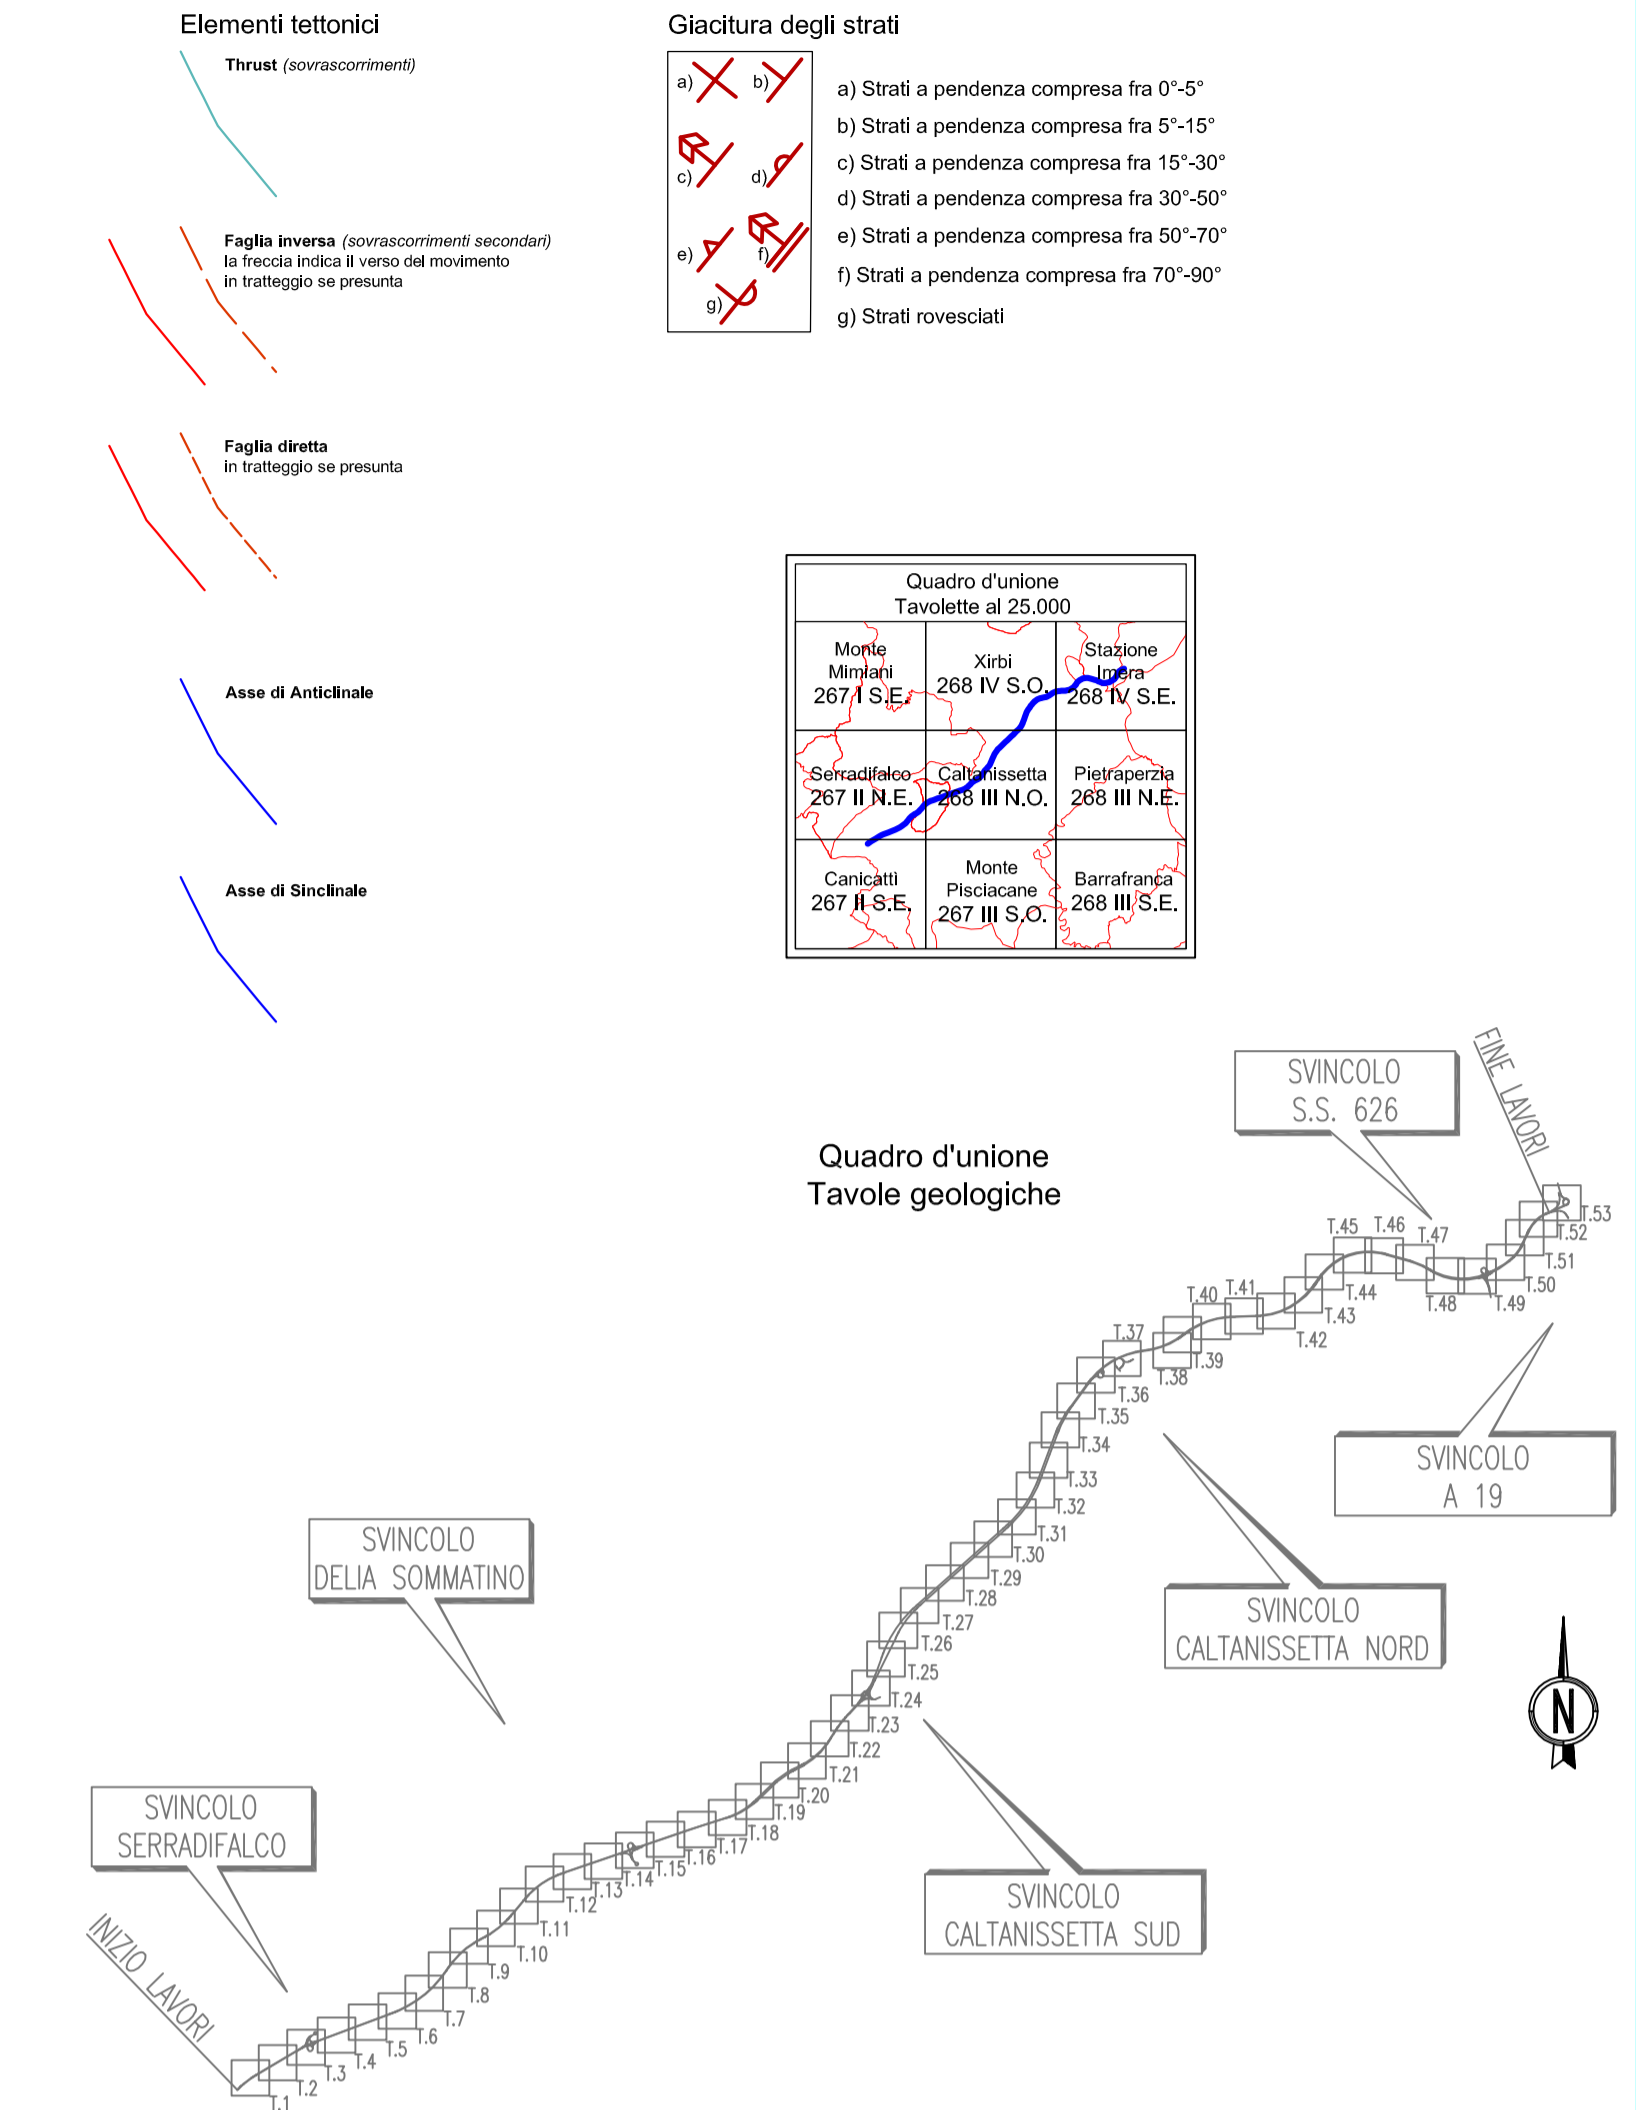 Elementi tettonici
Thrust (sovrascorrimenti)
Faglia inversa (sovrascorrimenti secondari)
la freccia indica il verso del movimento
in tratteggio se presunta
Faglia diretta
in tratteggio se presunta
Asse di Anticlinale
Asse di Sinclinale
Giacitura degli strati
a)
b)
c)
d)
e)
f)
g)
a) Strati a pendenza compresa fra 0°-5°
b) Strati a pendenza compresa fra 5°-15°
c) Strati a pendenza compresa fra 15°-30°
d) Strati a pendenza compresa fra 30°-50°
e) Strati a pendenza compresa fra 50°-70°
f) Strati a pendenza compresa fra 70°-90°
g) Strati rovesciati
Quadro d'unione
Tavolette al 25.000
Monte
Mimiani
267 I S.E.
Xirbi
268 IV S.O.
Stazione
Imera
268 IV S.E.
Serradifalco
267 II N.E.
Caltanissetta
268 III N.O.
Pietraperzia
268 III N.E.
Canicattì
267 II S.E.
Monte
Pisciacane
267 III S.O.
Barrafranca
268 III S.E.
Quadro d'unione
Tavole geologiche
SVINCOLO
S.S. 626
FINE LAVORI
SVINCOLO
A 19
SVINCOLO
CALTANISSETTA NORD
SVINCOLO
DELIA SOMMATINO
SVINCOLO
SERRADIFALCO
SVINCOLO
CALTANISSETTA SUD
INIZIO LAVORI
N
T.1
T.2
T.3
T.4
T.5
T.6
T.7
T.8
T.9
T.10
T.11
T.12
T.13
T.14
T.15
T.16
T.17
T.18
T.19
T.20
T.21
T.22
T.23
T.24
T.25
T.26
T.27
T.28
T.29
T.30
T.31
T.32
T.33
T.34
T.35
T.36
T.37
T.38
T.39
T.40
T.41
T.42
T.43
T.44
T.45
T.46
T.47
T.48
T.49
T.50
T.51
T.52
T.53